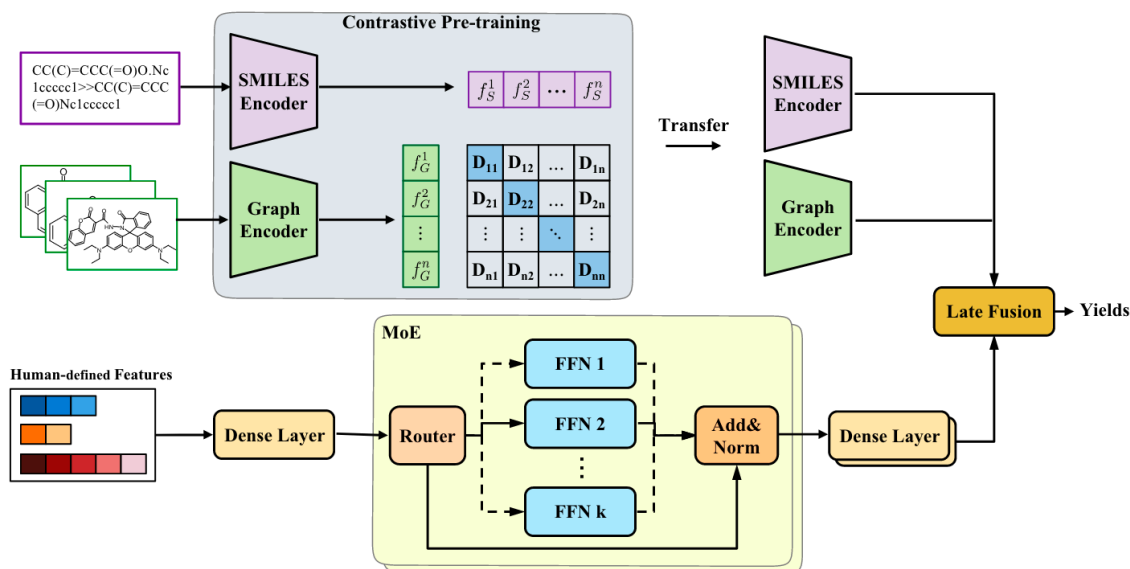 Contrastive Pre-training
CC(C)=CCC(=O)O.Nc
1ccccc1>>CC(C)=CCC
(=O)Nc1ccccc1
SMILES
Encoder
f_S^1 f_S^2 ... f_S^n
Graph
Encoder
f_G^1
f_G^2
⋮
f_G^n
D11 D12 ... D1n
D21 D22 ... D2n
⋮ ⋮ ⋱ ⋮
Dn1 Dn2 ... Dnn
Transfer
SMILES
Encoder
Graph
Encoder
Late Fusion
Yields
Human-defined Features
Dense Layer
MoE
Router
FFN 1
FFN 2
⋮
FFN k
Add&
Norm
Dense Layer